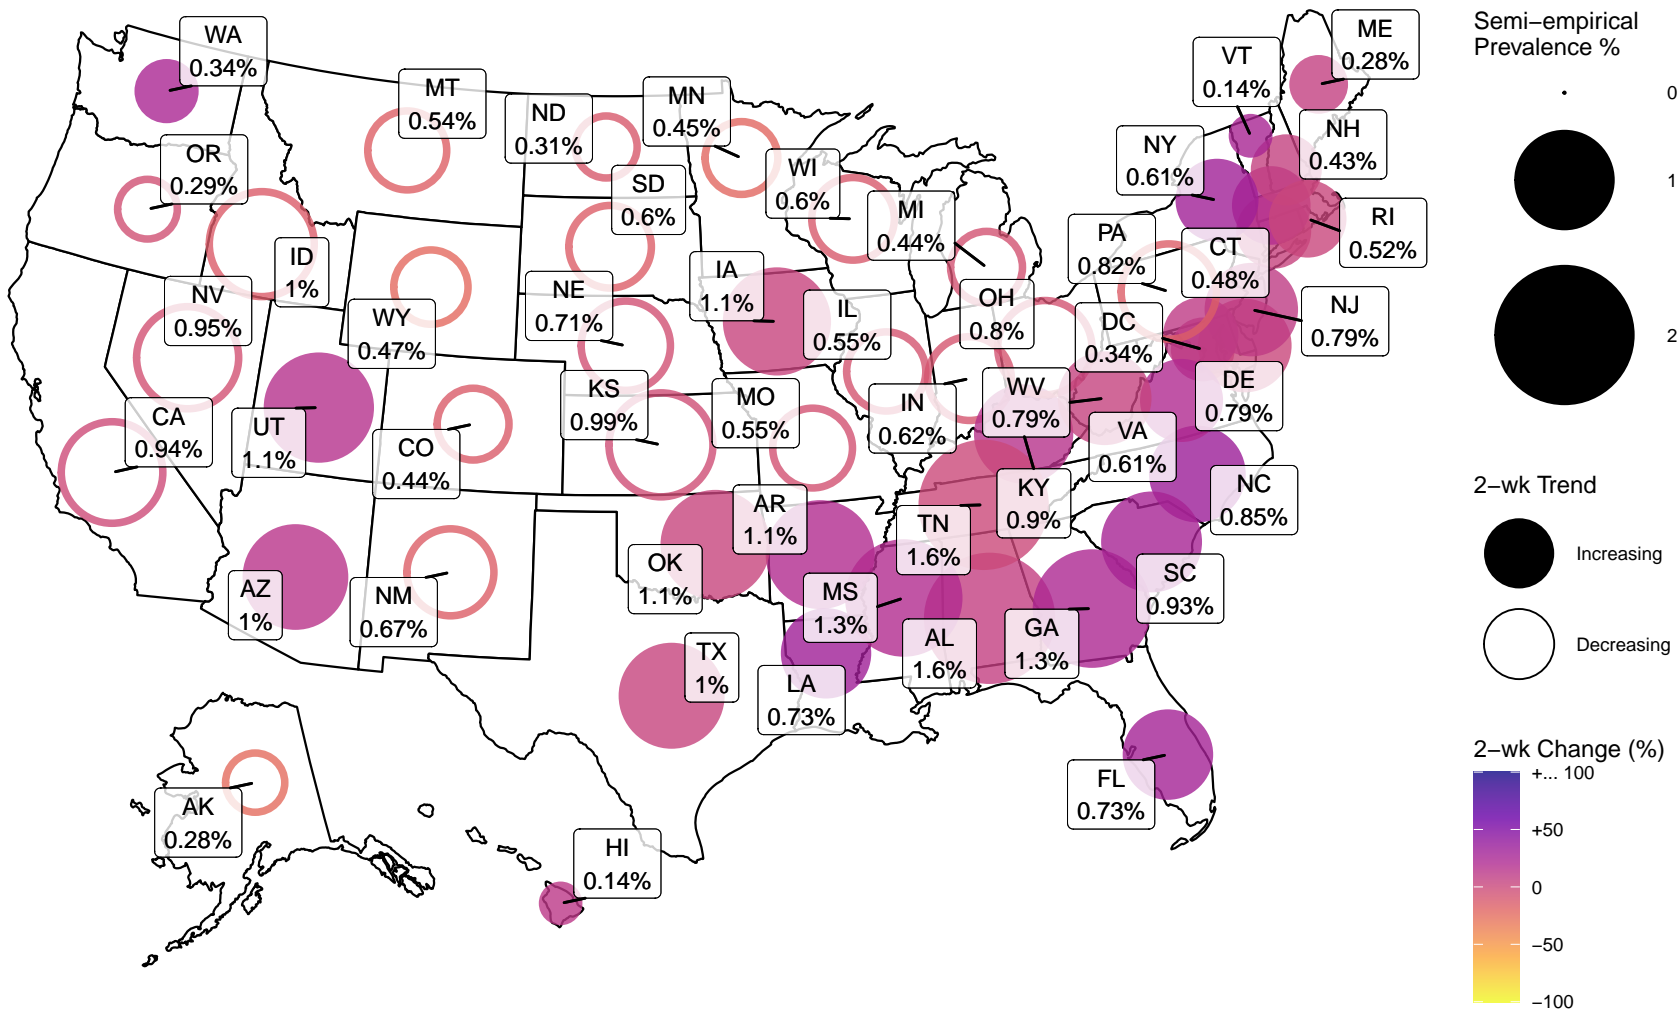 WA
0.34%
MT
0.54%
ND
0.31%
MN
0.45%
VT
0.14%
ME
0.28%
OR
0.29%
SD
0.6%
WI
0.6%
MI
0.44%
NY
0.61%
NH
0.43%
ID
1%
NV
0.95%
WY
0.47%
NE
0.71%
IA
1.1%
IL
0.55%
OH
0.8%
PA
0.82%
CT
0.48%
RI
0.52%
DC
0.34%
NJ
0.79%
CA
0.94%
UT
1.1%
CO
0.44%
KS
0.99%
MO
0.55%
IN
0.62%
WV
0.79%
VA
0.61%
DE
0.79%
AZ
1%
NM
0.67%
OK
1.1%
AR
1.1%
TN
1.6%
KY
0.9%
NC
0.85%
TX
1%
LA
0.73%
MS
1.3%
AL
1.6%
GA
1.3%
SC
0.93%
AK
0.28%
HI
0.14%
FL
0.73%
Semi−empirical
Prevalence %
0
1
2
2−wk Trend
Increasing
Decreasing
2−wk Change (%)
+... 100
+50
0
−50
−100